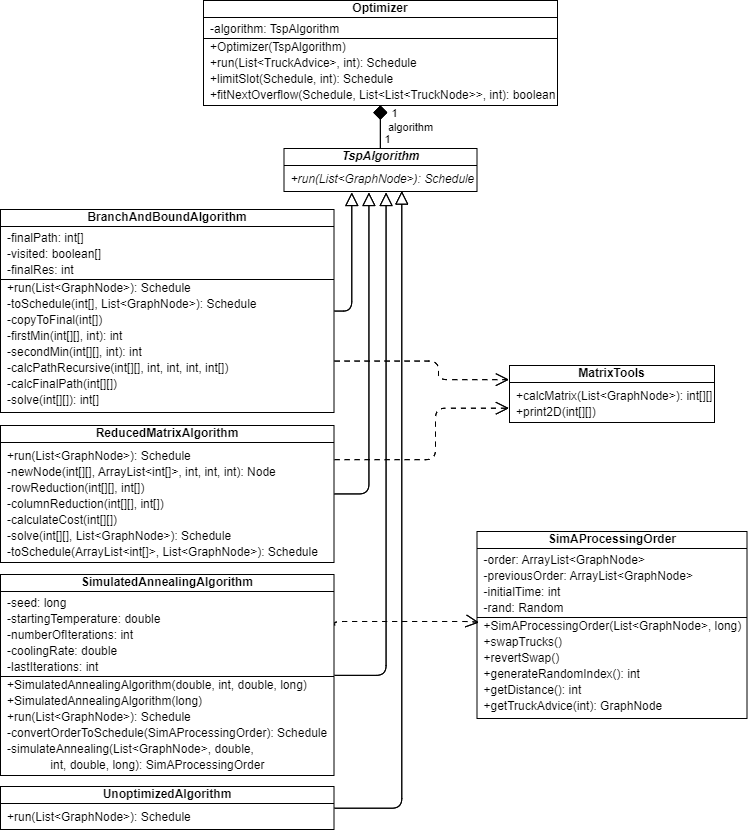 Optimizer
-algorithm: TspAlgorithm
+Optimizer(TspAlgorithm)
+run(List<TruckAdvice>, int): Schedule
+limitSlot(Schedule, int): Schedule
+fitNextOverflow(Schedule, List<List<TruckNode>>, int): boolean
1
algorithm
1
TspAlgorithm
+run(List<GraphNode>): Schedule
BranchAndBoundAlgorithm
-finalPath: int[]
-visited: boolean[]
-finalRes: int
+run(List<GraphNode>): Schedule
-toSchedule(int[], List<GraphNode>): Schedule
-copyToFinal(int[])
-firstMin(int[][], int): int
-secondMin(int[][], int): int
-calcPathRecursive(int[][], int, int, int, int[])
-calcFinalPath(int[][])
-solve(int[][]): int[]
MatrixTools
+calcMatrix(List<GraphNode>): int[][]
+print2D(int[][])
ReducedMatrixAlgorithm
+run(List<GraphNode>): Schedule
-newNode(int[][], ArrayList<int[]>, int, int, int): Node
-rowReduction(int[][], int[])
-columnReduction(int[][], int[])
-calculateCost(int[][])
-solve(int[][], List<GraphNode>): Schedule
-toSchedule(ArrayList<int[]>, List<GraphNode>): Schedule
SimAProcessingOrder
-order: ArrayList<GraphNode>
-previousOrder: ArrayList<GraphNode>
-initialTime: int
-rand: Random
+SimAProcessingOrder(List<GraphNode>, long)
+swapTrucks()
+revertSwap()
+generateRandomIndex(): int
+getDistance(): int
+getTruckAdvice(int): GraphNode
SimulatedAnnealingAlgorithm
-seed: long
-startingTemperature: double
-numberOfIterations: int
-coolingRate: double
-lastIterations: int
+SimulatedAnnealingAlgorithm(double, int, double, long)
+SimulatedAnnealingAlgorithm(long)
+run(List<GraphNode>): Schedule
-convertOrderToSchedule(SimAProcessingOrder): Schedule
-simulateAnnealing(List<GraphNode>, double,
int, double, long): SimAProcessingOrder
UnoptimizedAlgorithm
+run(List<GraphNode>): Schedule